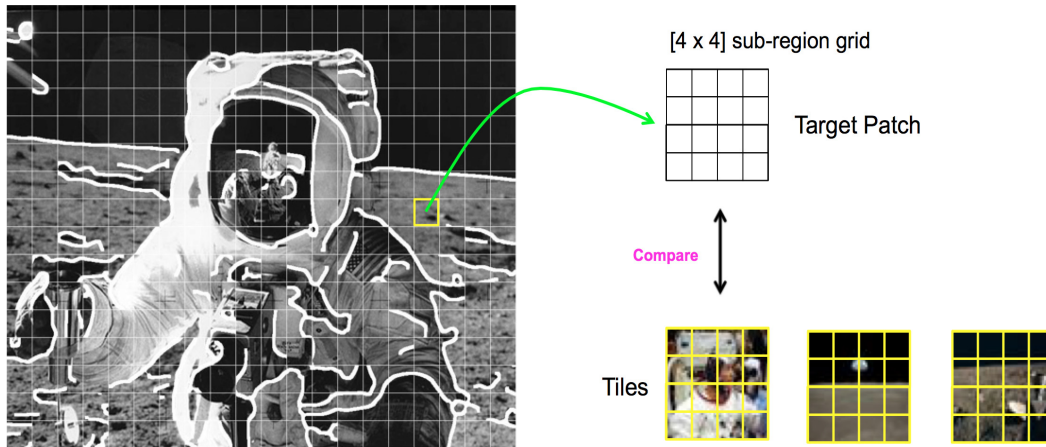 [4 x 4] sub-region grid
Target Patch
Compare
Tiles